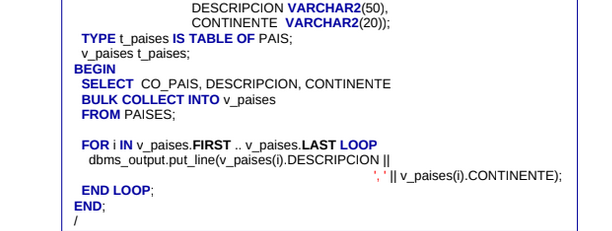 DESCRIPCION VARCHAR2(50),
CONTINENTE  VARCHAR2(20));
TYPE t_paises IS TABLE OF PAIS;
v_paises t_paises;
BEGIN
SELECT  CO_PAIS, DESCRIPCION, CONTINENTE
BULK COLLECT INTO v_paises
FROM PAISES;
FOR i IN v_paises.FIRST .. v_paises.LAST LOOP
dbms_output.put_line(v_paises(i).DESCRIPCION ||
', ' || v_paises(i).CONTINENTE);
END LOOP;
END;
/